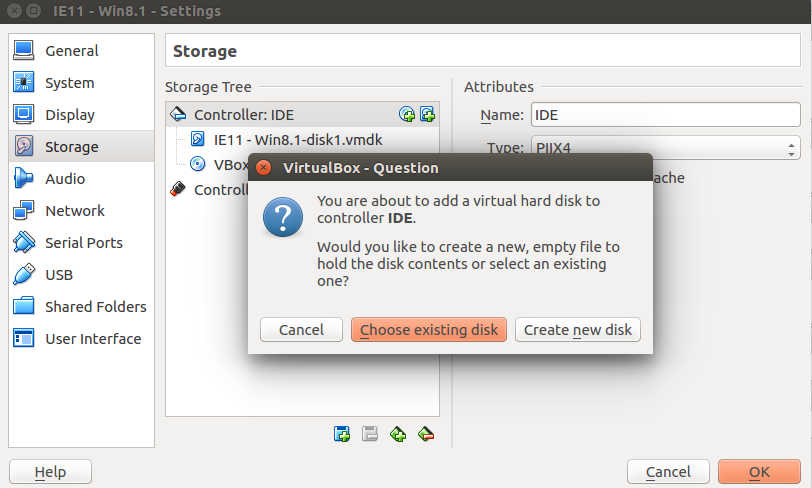 IE11 - Win8.1 - Settings
General
System
Display
Storage
Audio
Network
Serial Ports
USB
Shared Folders
User Interface
Storage
Storage Tree
Controller: IDE
IE11 - Win8.1-disk1.vmdk
VBox
Controll
Attributes
Name: IDE
Type: PIIX4
ache
VirtualBox - Question
You are about to add a virtual hard disk to
controller IDE.
Would you like to create a new, empty file to
hold the disk contents or select an existing
one?
Cancel
Choose existing disk
Create new disk
Help
Cancel
OK